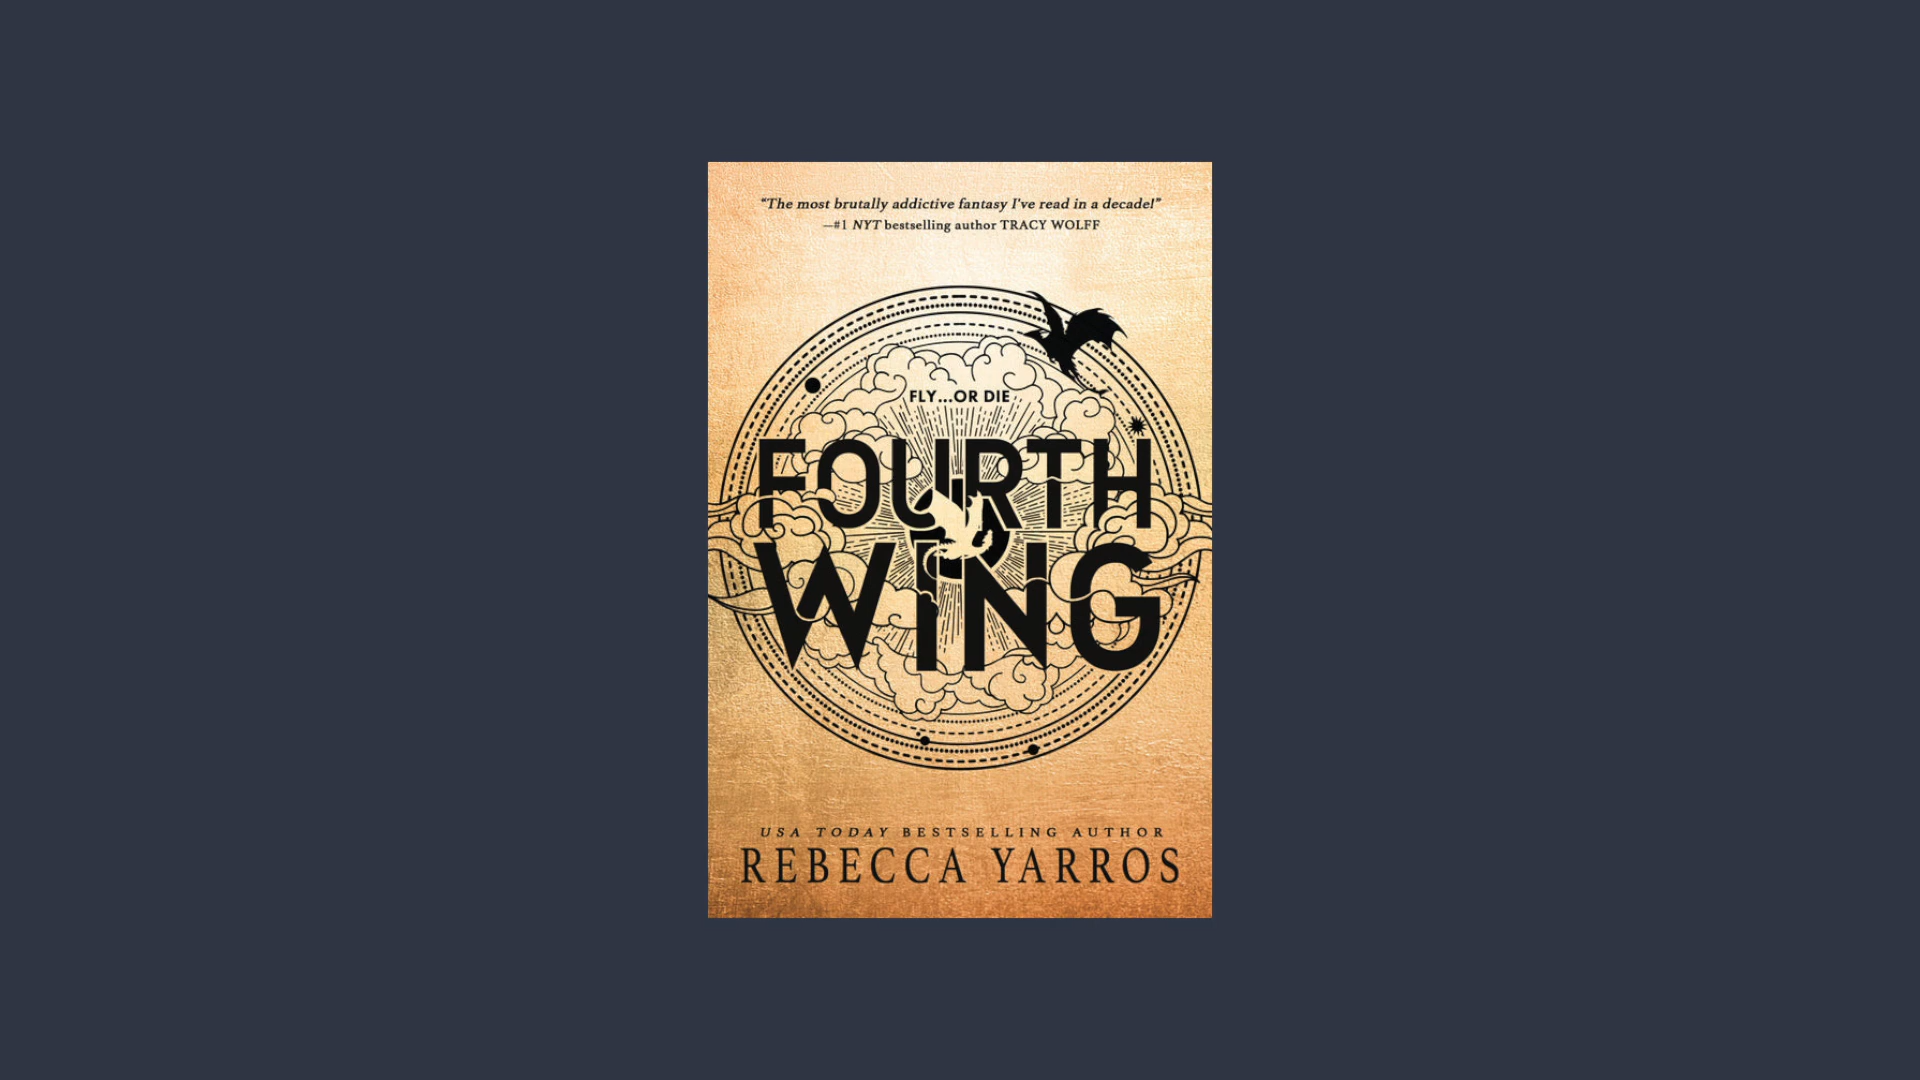 “The most brutally addictive fantasy I've read in a decade!”
—#1 NYT bestselling author TRACY WOLFF
FLY...OR DIE
FOURTH
WING
USA TODAY BESTSELLING AUTHOR
REBECCA YARROS